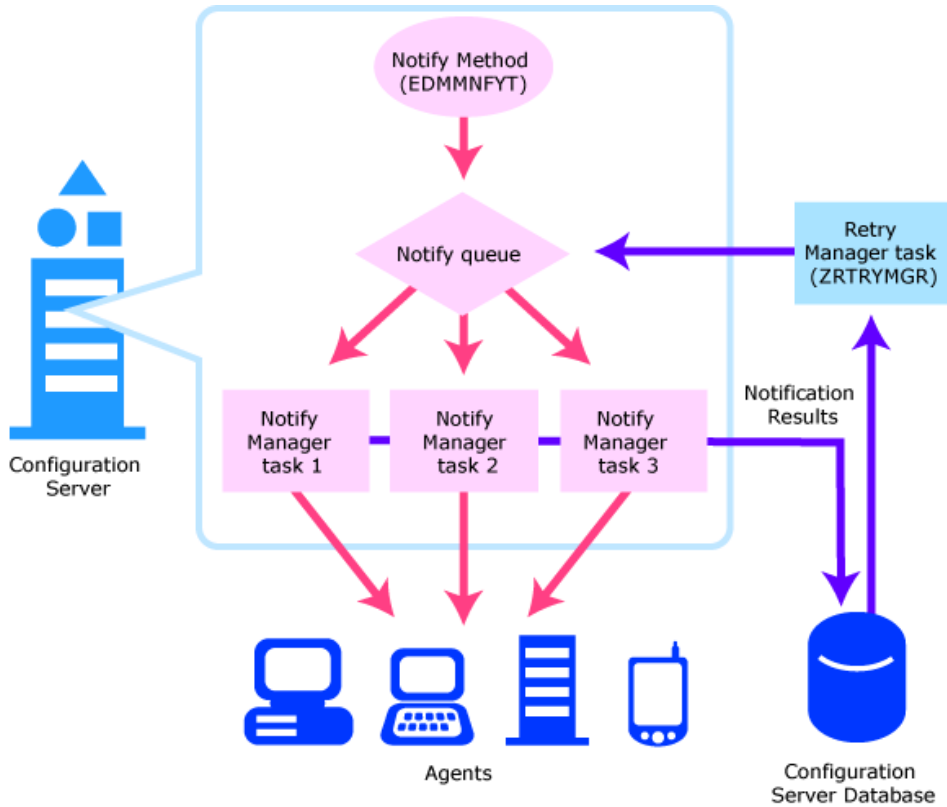 Notify Method
(EDMMNFYT)
Notify queue
Retry
Manager task
(ZRTRYMGR)
Notify
Manager
task 1
Notify
Manager
task 2
Notify
Manager
task 3
Notification
Results
Configuration
Server
Agents
Configuration
Server Database